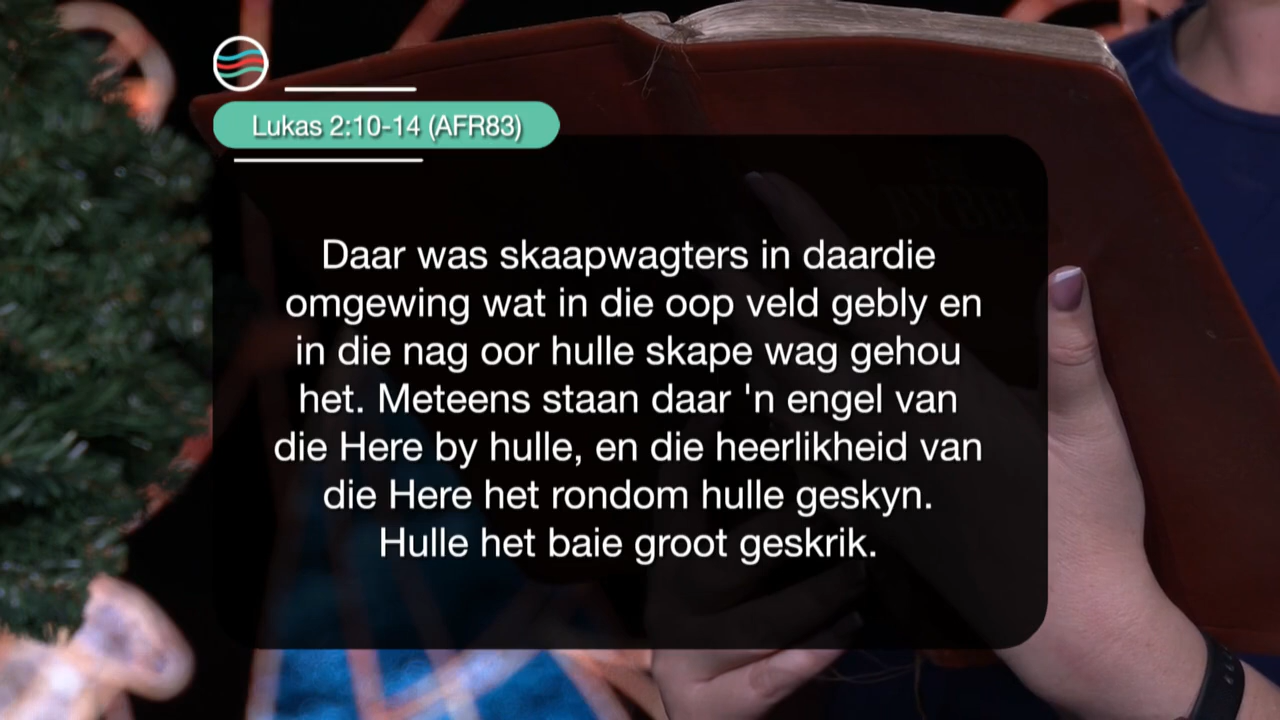 Lukas 2:10-14 (AFR83)
Daar was skaapwagters in daardie
omgewing wat in die oop veld gebly en
in die nag oor hulle skape wag gehou
het. Meteens staan daar 'n engel van
die Here by hulle, en die heerlikheid van
die Here het rondom hulle geskyn.
Hulle het baie groot geskrik.